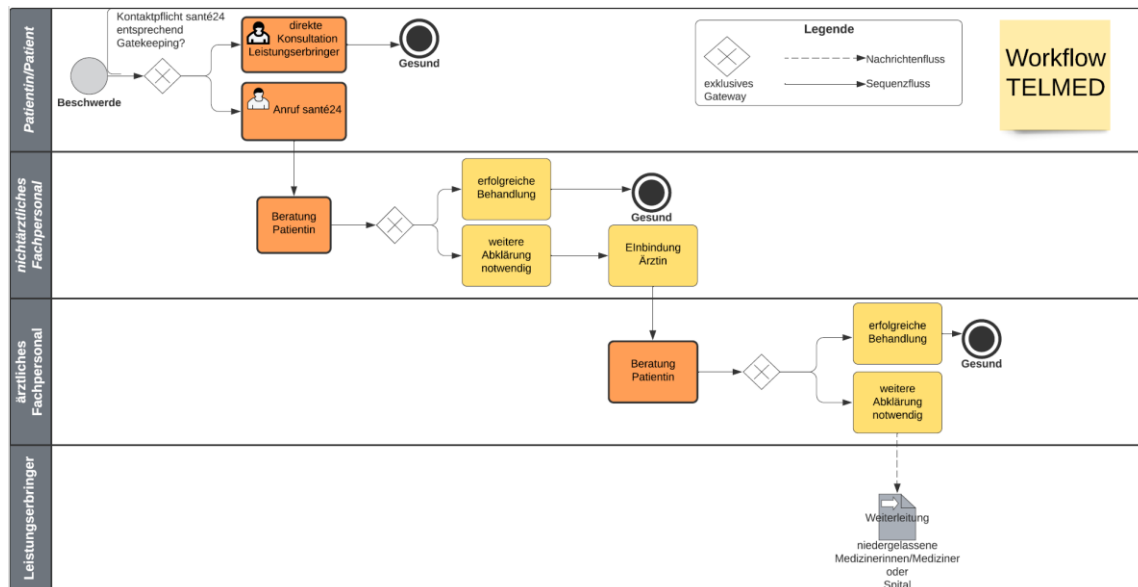 Patientin/Patient
Kontaktpflicht santé24
entsprechend
Gatekeeping?
Beschwerde
direkte
Konsultation
Leistungserbringer
Gesund
Anruf santé24
Legende
exklusives
Gateway
Nachrichtenfluss
Sequenzfluss
Workflow
TELMED
nichtärztliches
Fachpersonal
Beratung
Patientin
erfolgreiche
Behandlung
Gesund
weitere
Abklärung
notwendig
EInbindung
Ärztin
ärztliches
Fachpersonal
Beratung
Patientin
erfolgreiche
Behandlung
Gesund
weitere
Abklärung
notwendig
Leistungserbringer
Weiterleitung
niedergelassene
Medizinerinnen/Mediziner
oder
Spital